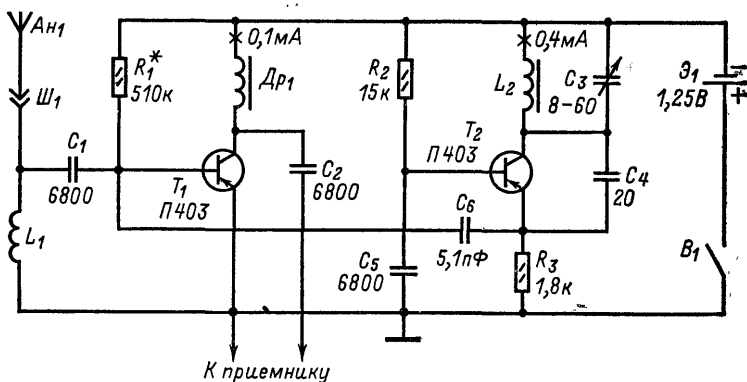 Ан₁
Ш₁
R₁*
510к
0,1мА
Др₁
R₂
15к
0,4мА
L₂
C₃
8–60
Э₁
1,25В
C₁
6800
T₁
П403
C₂
6800
T₂
П403
C₄
20
L₁
C₆
5,1пФ
C₅
6800
R₃
1,8к
В₁
К приемнику